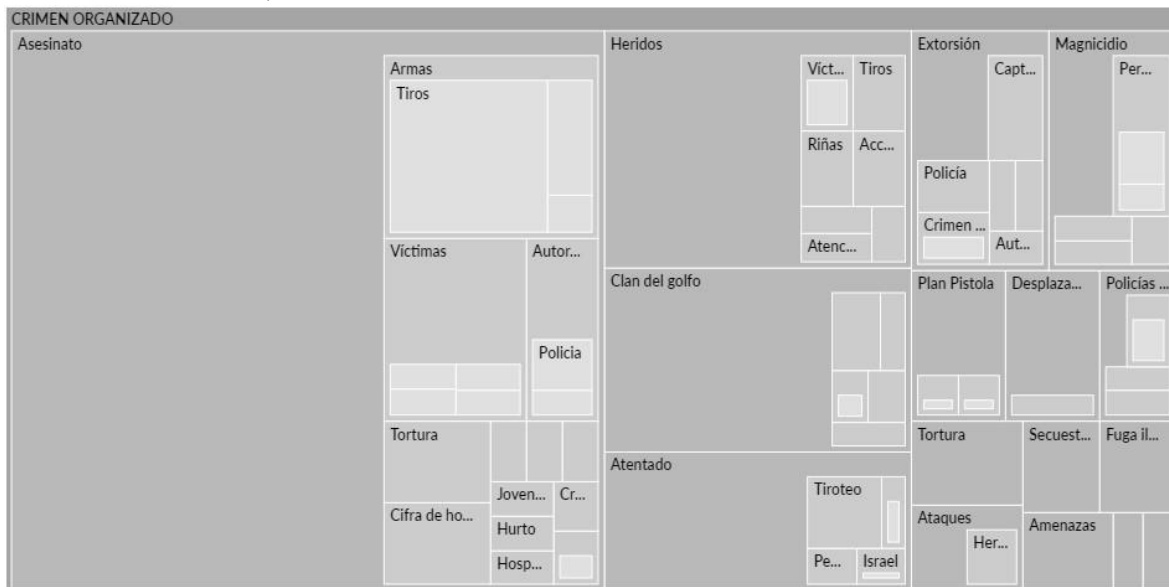 CRIMEN ORGANIZADO
Asesinato
Armas
Tiros
Víctimas
Autor...
Policia
Tortura
Cifra de ho...
Joven...
Cr...
Hurto
Hosp...
Heridos
Víct...
Tiros
Riñas
Acc...
Atenc...
Clan del golfo
Atentado
Tiroteo
Pe...
Israel
Extorsión
Capt...
Policía
Crimen ...
Aut...
Magnicidio
Per...
Plan Pistola
Desplaza...
Policías ...
Tortura
Secuest...
Fuga il...
Ataques
Her...
Amenazas